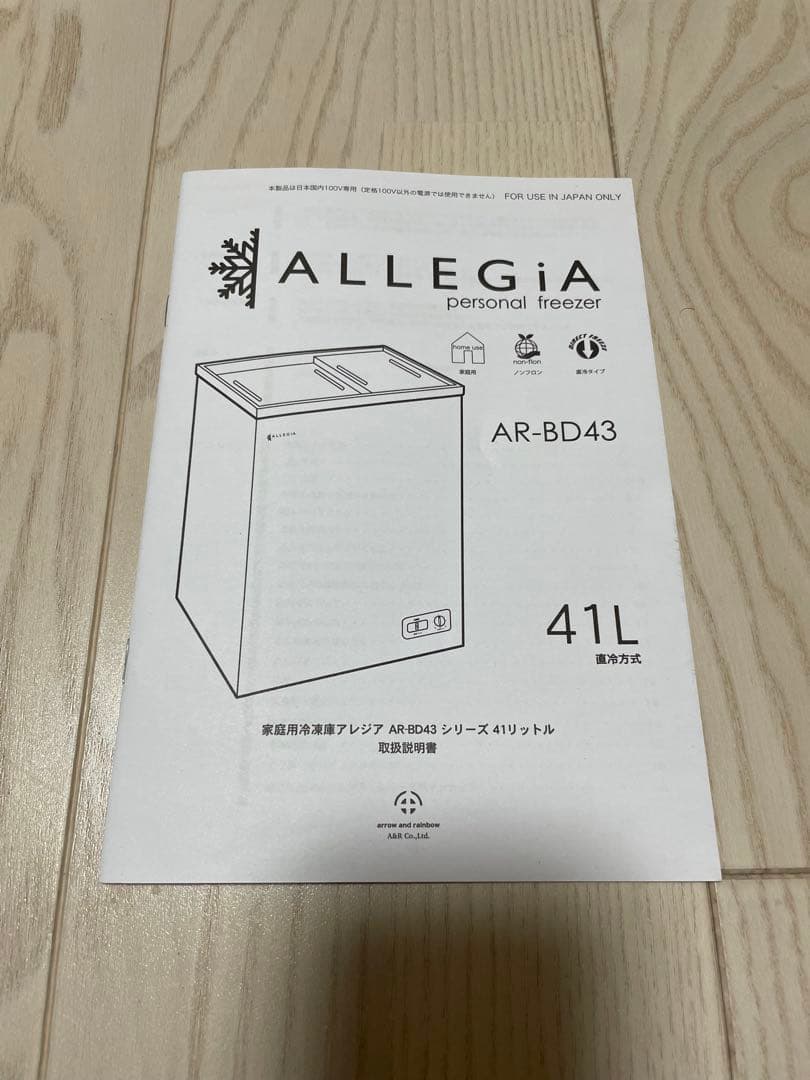 本製品は日本国内100V専用（定格100V以外の電源では使用できません） FOR USE IN JAPAN ONLY
ALLEGiA
personal freezer
home use
家庭用
non-flon
ノンフロン
DIRECT FREEZE
直冷タイプ
ALLEGiA
AR-BD43
41L
直冷方式
家庭用冷凍庫アレジア AR-BD43 シリーズ 41リットル
取扱説明書
arrow and rainbow
A&R Co.,Ltd.